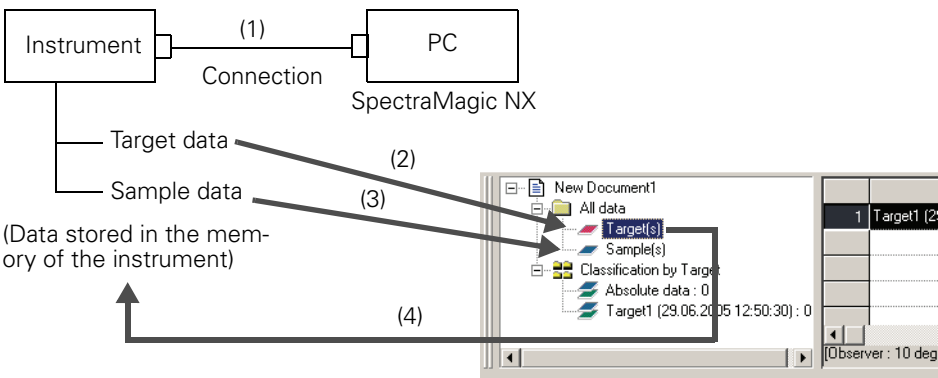 (1)
Instrument
PC
Connection
SpectraMagic NX
Target data
(2)
Sample data
(3)
(Data stored in the mem-
ory of the instrument)
(4)
New Document1
All data
Target(s)
Sample(s)
Classification by Target
Absolute data : 0
Target1 (29.06.2005 12:50:30) : 0
1 Target1 (29
[Observer : 10 deg